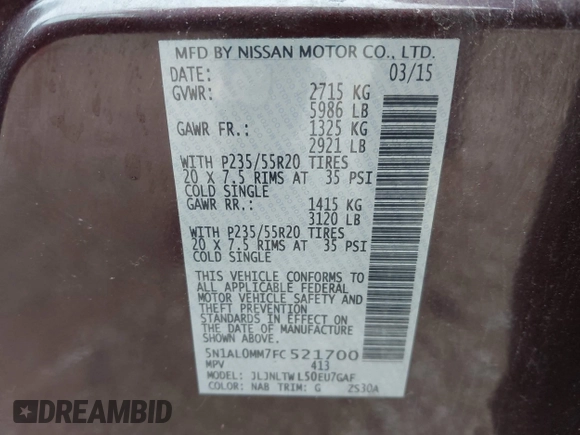 MFD BY NISSAN MOTOR CO., LTD.
DATE: 03/15
GVWR: 2715 KG
5986 LB
GAWR FR.: 1325 KG
2921 LB
WITH P235/55R20 TIRES
20 X 7.5 RIMS AT 35 PSI
COLD SINGLE
GAWR RR.: 1415 KG
3120 LB
WITH P235/55R20 TIRES
20 X 7.5 RIMS AT 35 PSI
COLD SINGLE
THIS VEHICLE CONFORMS TO
ALL APPLICABLE FEDERAL
MOTOR VEHICLE SAFETY AND
THEFT PREVENTION
STANDARDS IN EFFECT ON
THE DATE OF MANUFACTURE
SHOWN ABOVE.
5N1AL0MM7FC521700
MPV 413
MODEL: JLJNLTWL50EU7GAF
COLOR: NAB TRIM: G ZS30A
EPIC BID